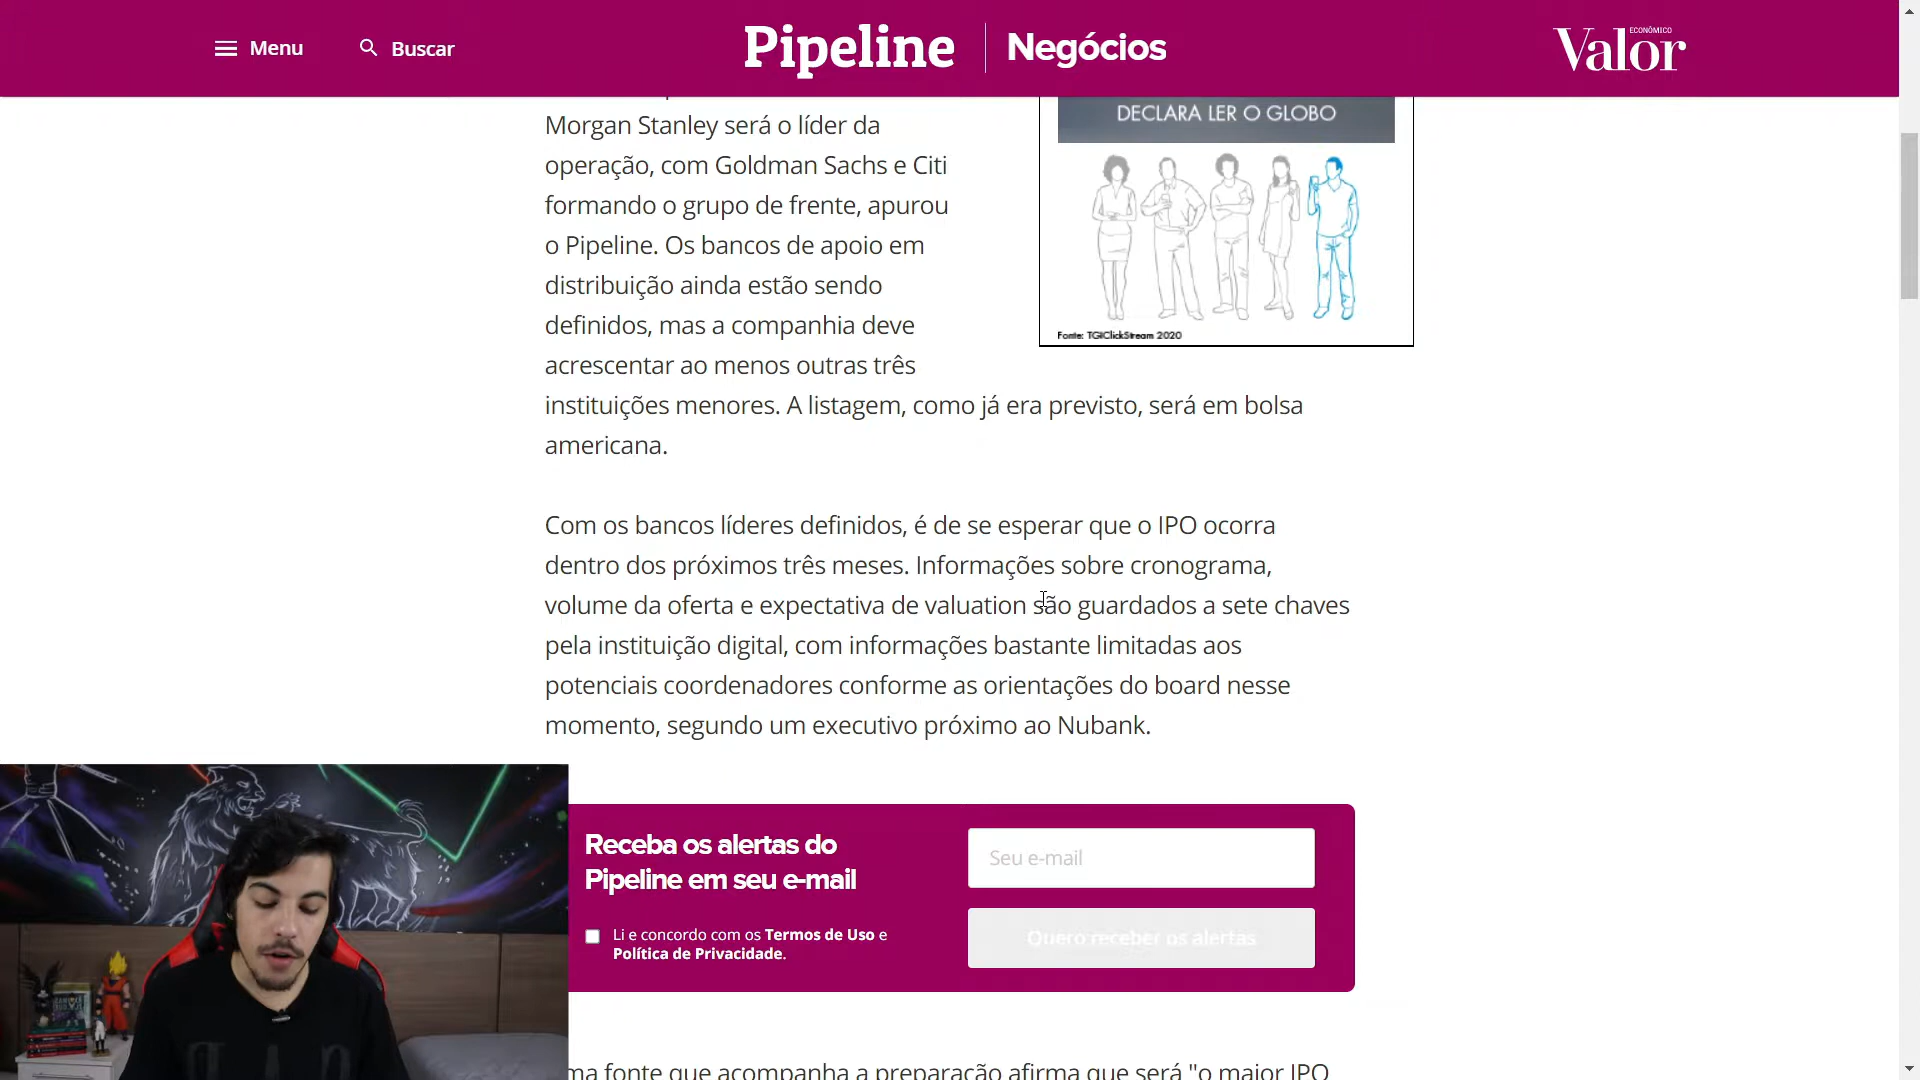 Menu
Buscar
Pipeline
Negócios
Valor
ECONÔMICO
Morgan Stanley será o líder da
operação, com Goldman Sachs e Citi
formando o grupo de frente, apurou
o Pipeline. Os bancos de apoio em
distribuição ainda estão sendo
definidos, mas a companhia deve
acrescentar ao menos outras três
instituições menores. A listagem, como já era previsto, será em bolsa
americana.
DECLARA LER O GLOBO
Fonte: TGIClickStream 2020
Com os bancos líderes definidos, é de se esperar que o IPO ocorra
dentro dos próximos três meses. Informações sobre cronograma,
volume da oferta e expectativa de valuation são guardados a sete chaves
pela instituição digital, com informações bastante limitadas aos
potenciais coordenadores conforme as orientações do board nesse
momento, segundo um executivo próximo ao Nubank.
Receba os alertas do
Pipeline em seu e-mail
Li e concordo com os Termos de Uso e
Política de Privacidade.
Seu e-mail
Quero receber os alertas
ma fonte que acompanha a preparação afirma que será "o maior IPO